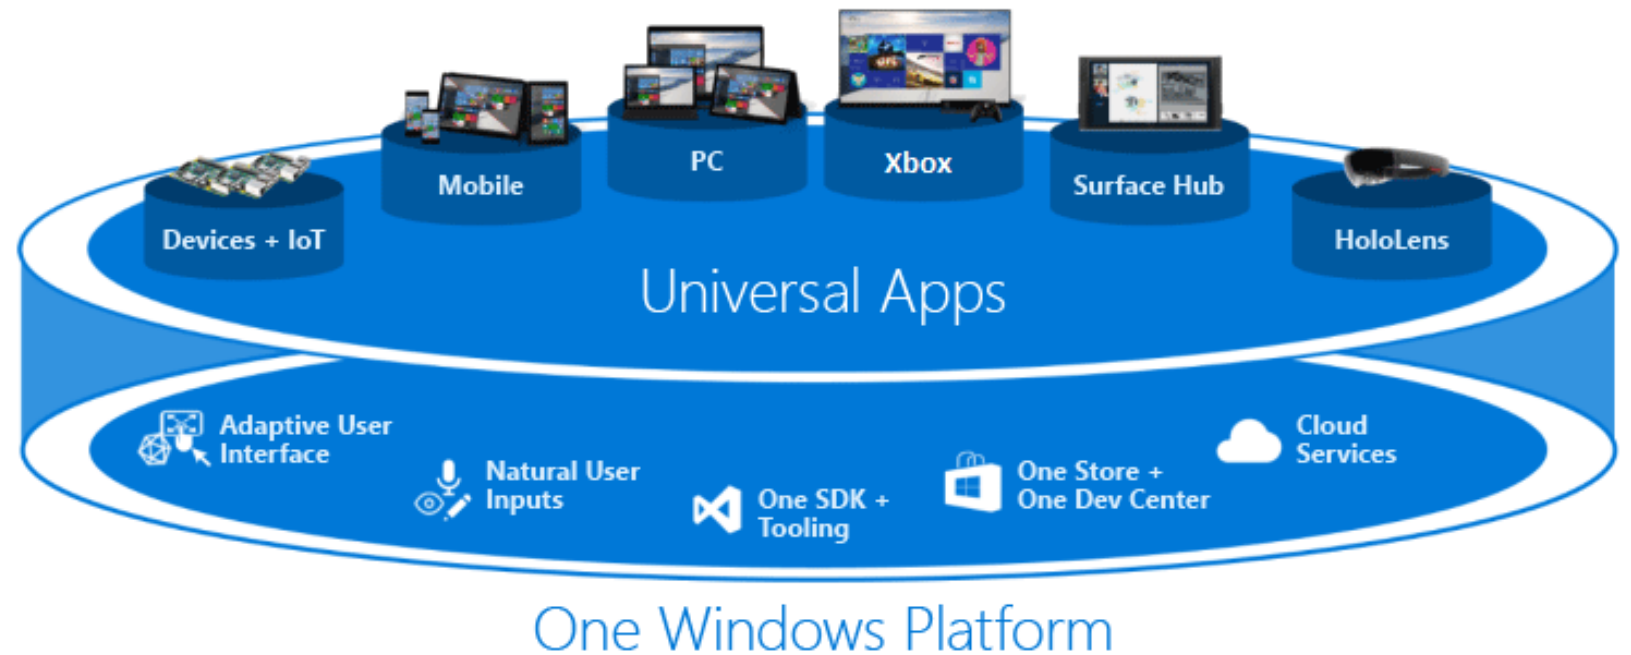 PC
Xbox
Mobile
Surface Hub
Devices + IoT
HoloLens
Universal Apps
Adaptive User
Interface
Natural User
Inputs
One SDK +
Tooling
One Store +
One Dev Center
Cloud
Services
One Windows Platform